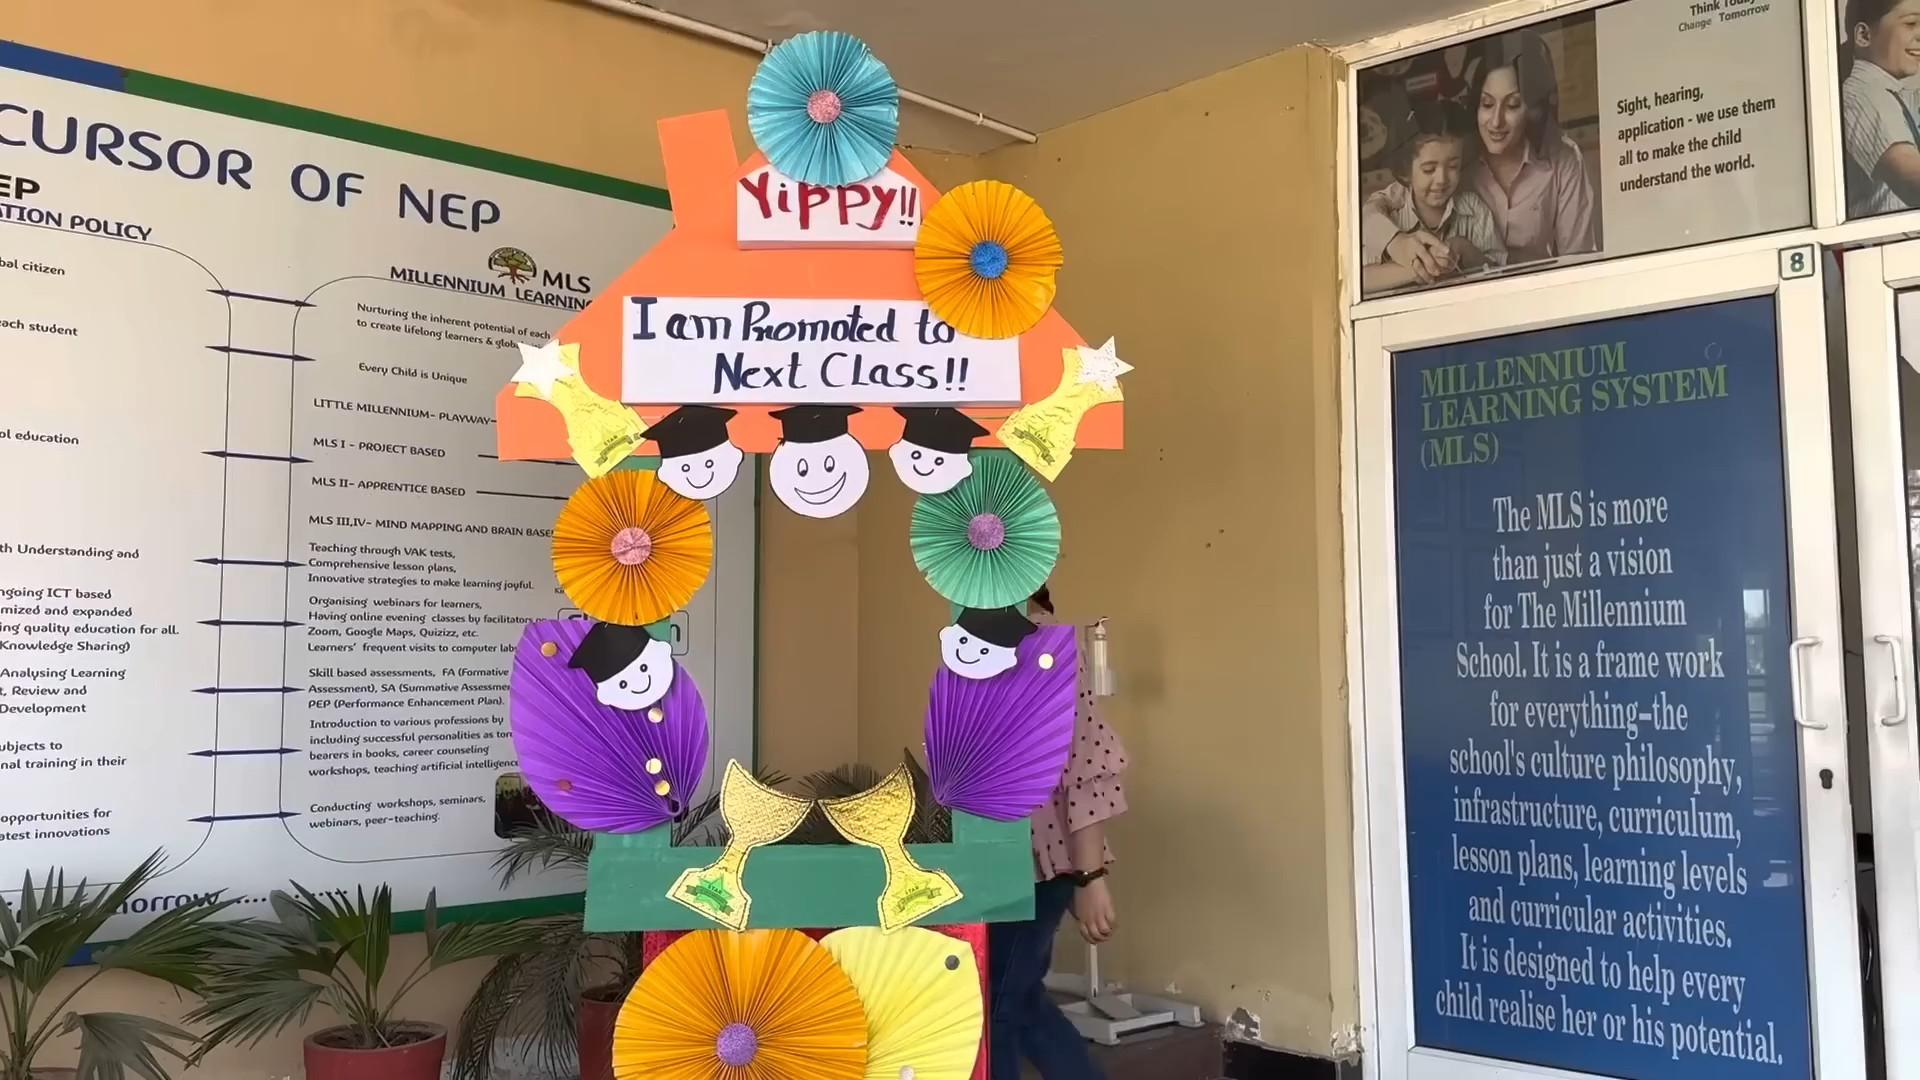 CURSOR OF NEP
EP
TION POLICY
bal citizen
each student
ol education
th Understanding and
ngoing ICT based
mized and expanded
ing quality education for all.
Knowledge Sharing)
Analysing Learning
t, Review and
Development
ubjects to
nal training in their
opportunities for
atest innovations
MLS
MILLENNIUM LEARNING
Nurturing the inherent potential of each
to create lifelong learners &
Every Child is Unique
LITTLE MILLENNIUM- PLAYWAY
MLS I - PROJECT BASED
MLS II- APPRENTICE BASED
MLS III,IV- MIND MAPPING AND BRAIN BASE
Teaching through VAK tests,
Comprehensive lesson plans,
Innovative strategies to make learning joyful.
Organising webinars for learners,
Having online evening classes by facilitators
Zoom, Google Maps, Quizizz, etc.
Learners' frequent visits to computer lab
Skill based assessments, FA (Formative
Assessment), SA (Summative Assessme
PEP (Performance Enhancement Plan).
Introduction to various professions by
including successful personalities as tor
bearers in books, career counseling
workshops, teaching artificial intelligence
Conducting workshops, seminars,
webinars, peer-teaching.
Yippy!!
I am Promoted to
Next Class!!
STAR
STAR
STAR
STAR
Think Today
Change Tomorrow
Sight, hearing,
application - we use them
all to make the child
understand the world.
8
MILLENNIUM
LEARNING SYSTEM
(MLS)
The MLS is more
than just a vision
for The Millennium
School. It is a frame work
for everything-the
school's culture philosophy,
infrastructure, curriculum,
lesson plans, learning levels
and curricular activities.
It is designed to help every
child realise her or his potential.